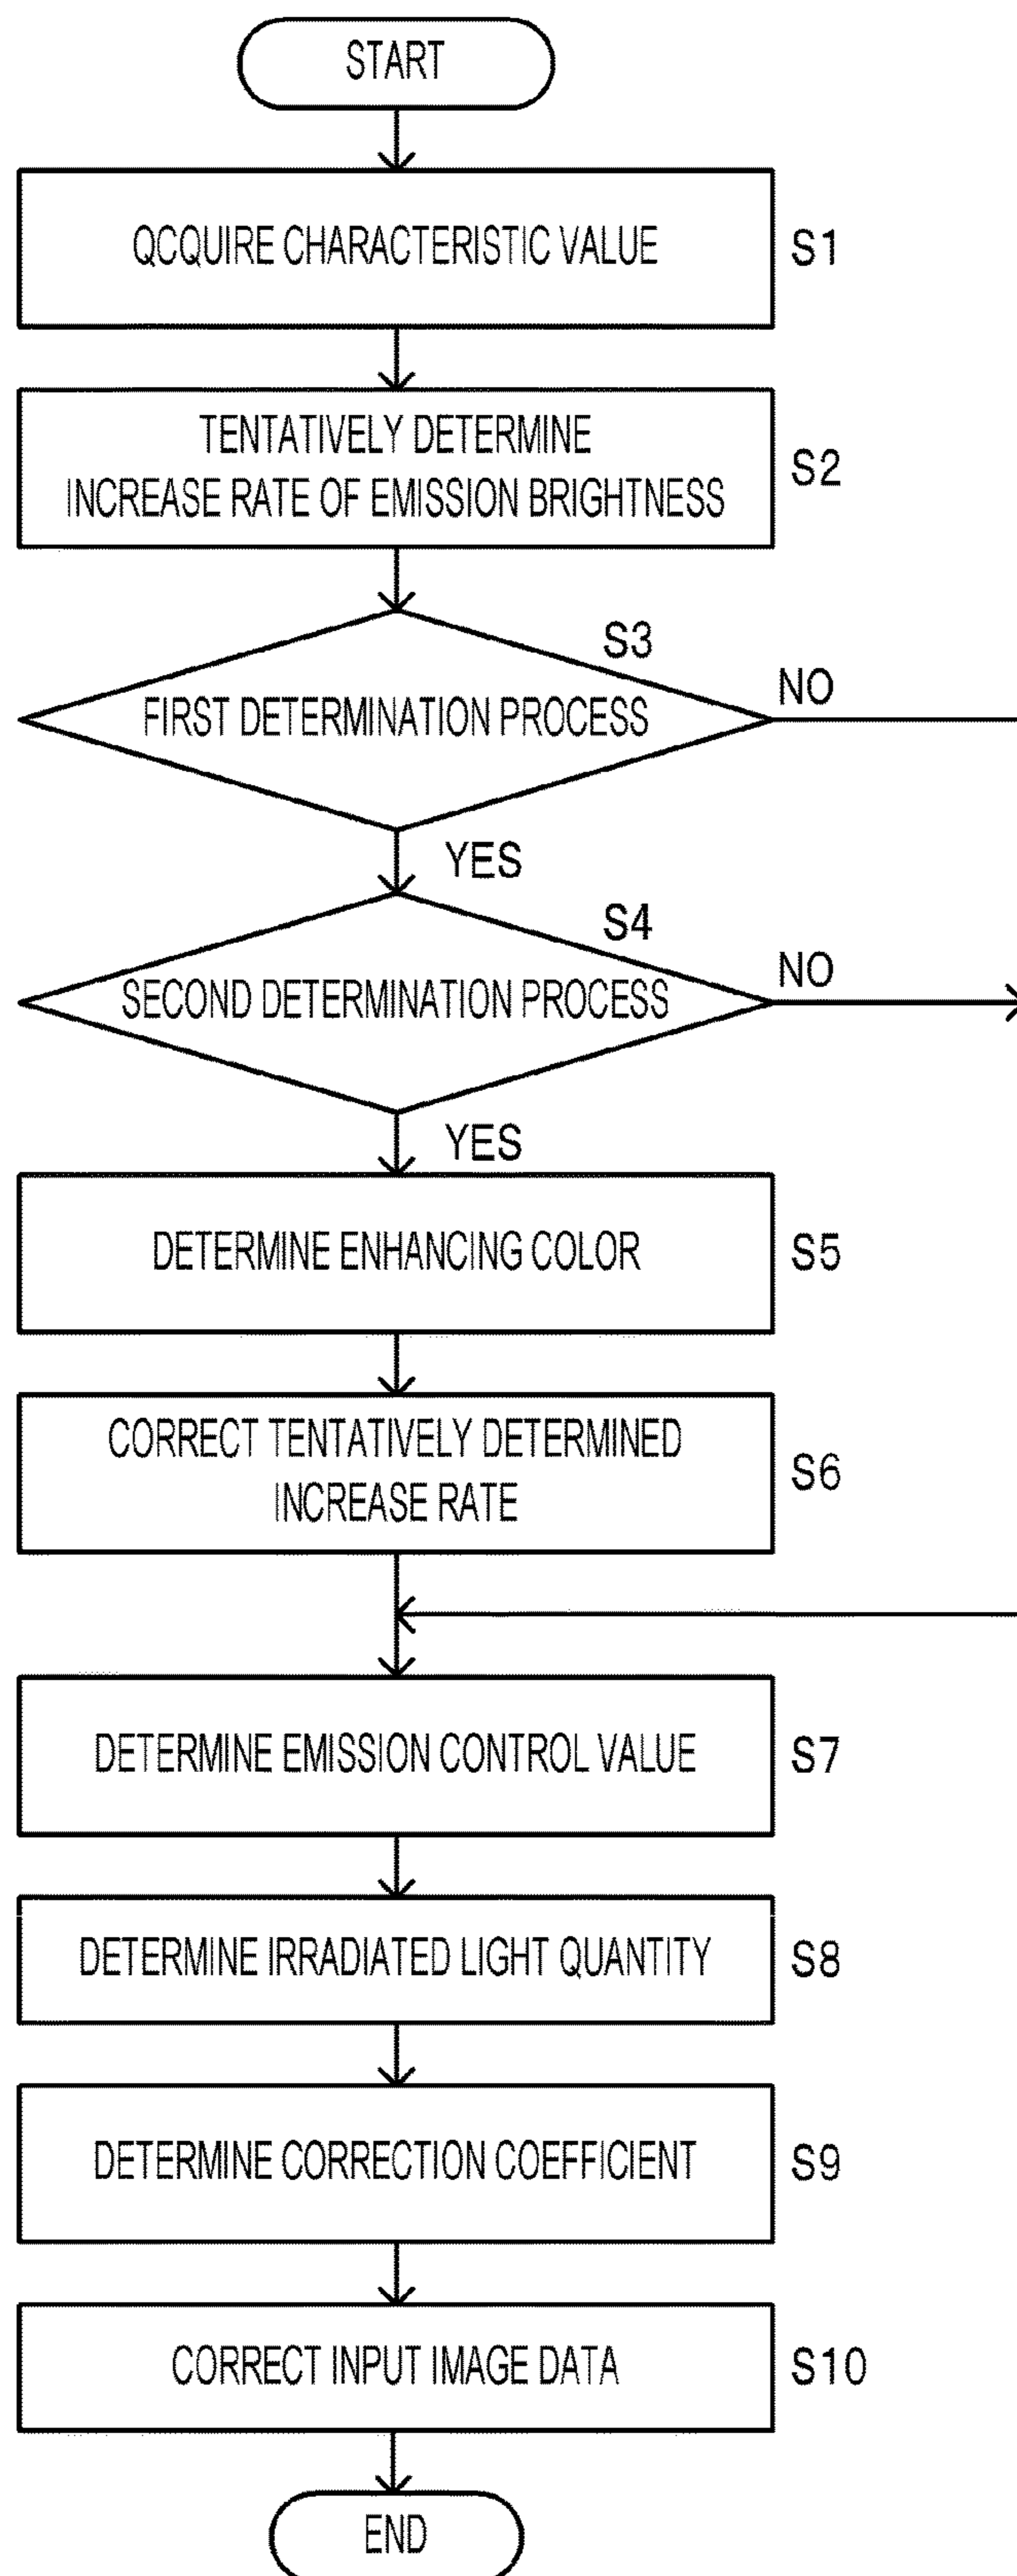 START
QCQUIRE CHARACTERISTIC VALUE
S1
TENTATIVELY DETERMINE
INCREASE RATE OF EMISSION BRIGHTNESS
S2
S3
FIRST DETERMINATION PROCESS
NO
YES
S4
SECOND DETERMINATION PROCESS
NO
YES
DETERMINE ENHANCING COLOR
S5
CORRECT TENTATIVELY DETERMINED
INCREASE RATE
S6
DETERMINE EMISSION CONTROL VALUE
S7
DETERMINE IRRADIATED LIGHT QUANTITY
S8
DETERMINE CORRECTION COEFFICIENT
S9
CORRECT INPUT IMAGE DATA
S10
END